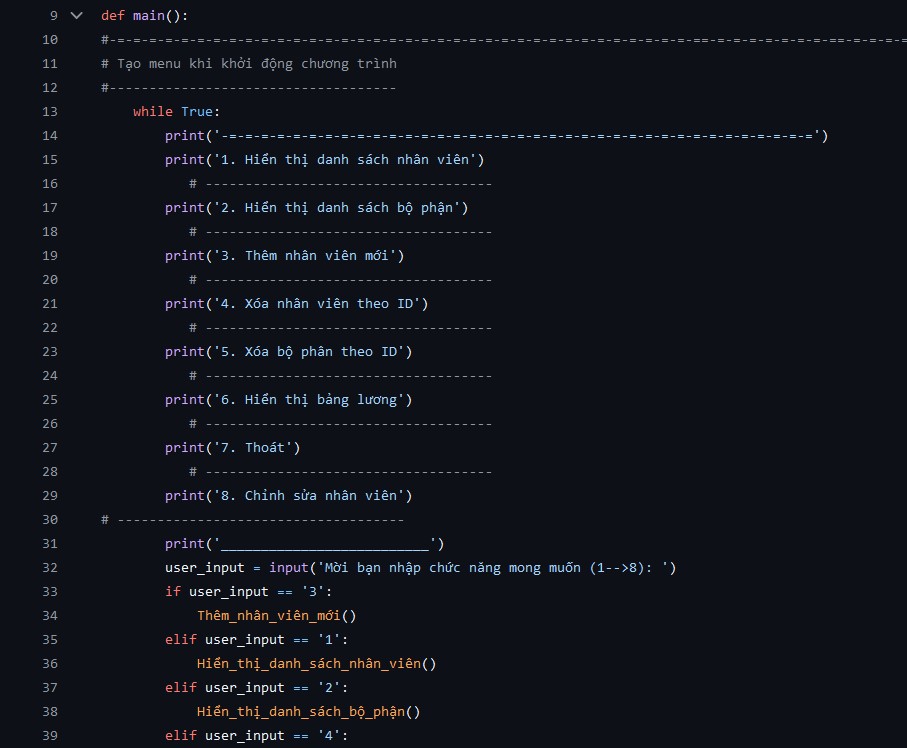 9 def main():
10 #-=-=-=-=-=-=-=-=-=-=-=-=-=-=-=-=-=-=-=-=-=-=-=-=-=-=-=-=-=-=-=-=-=-=-=-=-=-=-=-=-=-=-=-=-=-==-=-=-=-=
11 # Tạo menu khi khởi động chương trình
12 #------------------------------------
13     while True:
14         print('-=-=-=-=-=-=-=-=-=-=-=-=-=-=-=-=-=-=-=-=-=-=-=-=-=-=-=-=-=-=-=-=-=-=-=-=-=')
15         print('1. Hiển thị danh sách nhân viên')
16            # ------------------------------------
17         print('2. Hiển thị danh sách bộ phận')
18            # ------------------------------------
19         print('3. Thêm nhân viên mới')
20            # ------------------------------------
21         print('4. Xóa nhân viên theo ID')
22            # ------------------------------------
23         print('5. Xóa bộ phân theo ID')
24            # ------------------------------------
25         print('6. Hiển thị bảng lương')
26            # ------------------------------------
27         print('7. Thoát')
28            # ------------------------------------
29         print('8. Chỉnh sửa nhân viên')
30 # ------------------------------------
31         print('__________________________')
32         user_input = input('Mời bạn nhập chức năng mong muốn (1-->8): ')
33         if user_input == '3':
34             Thêm_nhân_viên_mới()
35         elif user_input == '1':
36             Hiển_thị_danh_sách_nhân_viên()
37         elif user_input == '2':
38             Hiển_thị_danh_sách_bộ_phận()
39         elif user_input == '4':